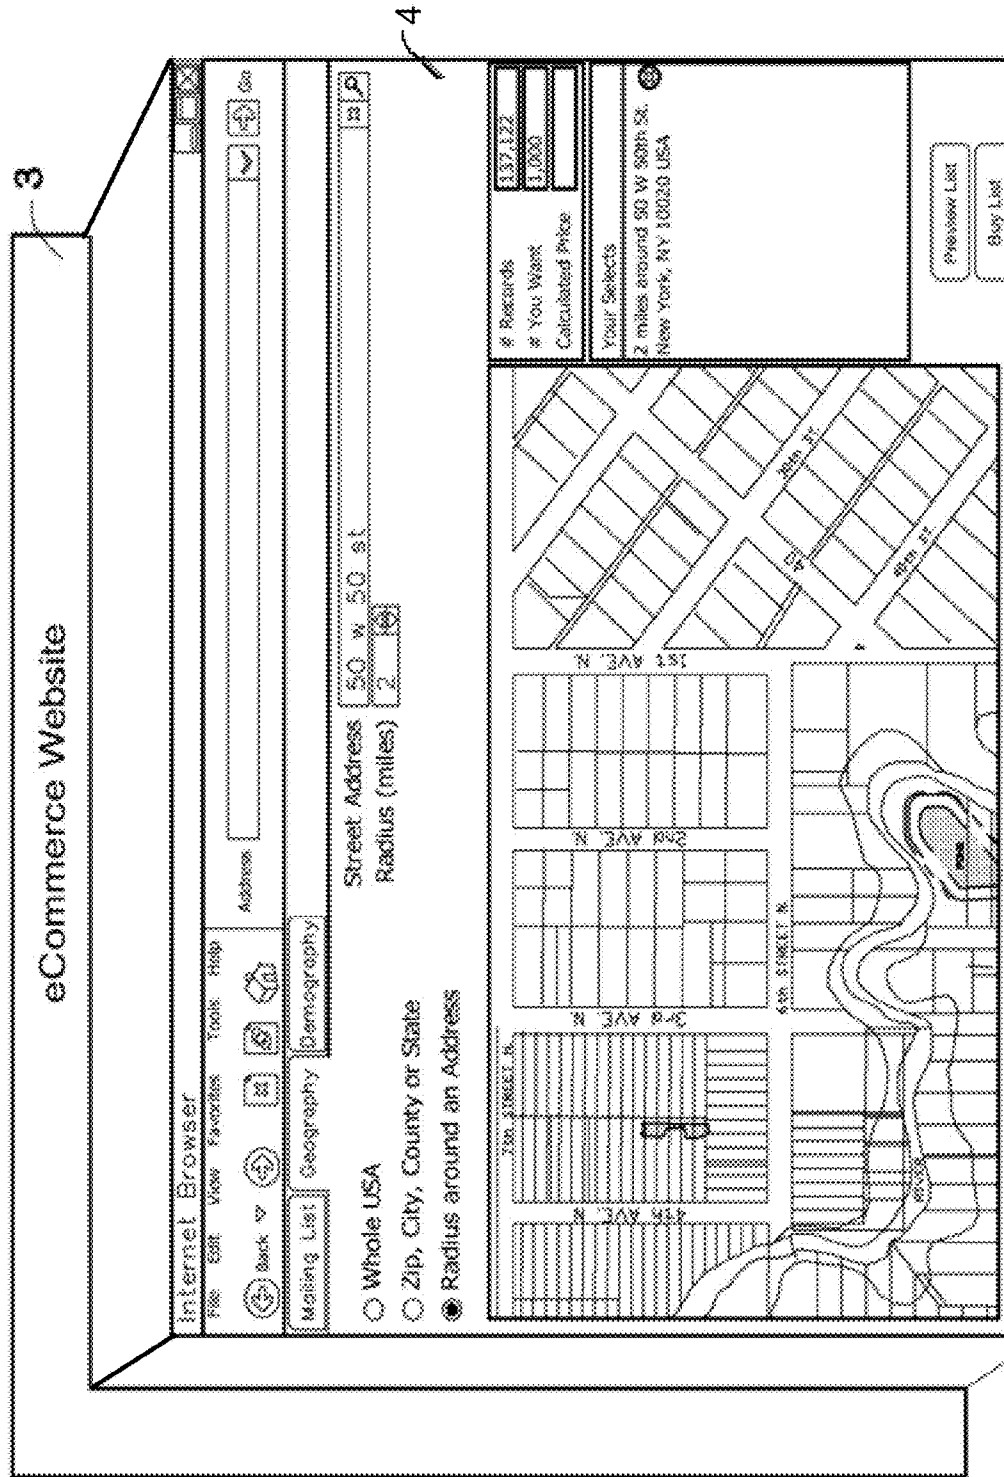 3
eCommerce Website
4
Internet Browser
File Edit View Favorites Tools Help
Back
Address
Go
Mailing List
Geography
Demography
Whole USA
Zip, City, County or State
Radius around an Address
Street Address 50 w 50 st
Radius (miles) 2
# Records 137,122
# You Want 1,000
Calculated Price
Your Selects
2 miles around 50 W 50th St.
New York, NY 10020 USA
Preview List
Buy List
7th STREET N.
4th AVE. N.
3rd AVE. N.
2nd AVE. N.
1st AVE. N.
6th STREET N.
RIVER